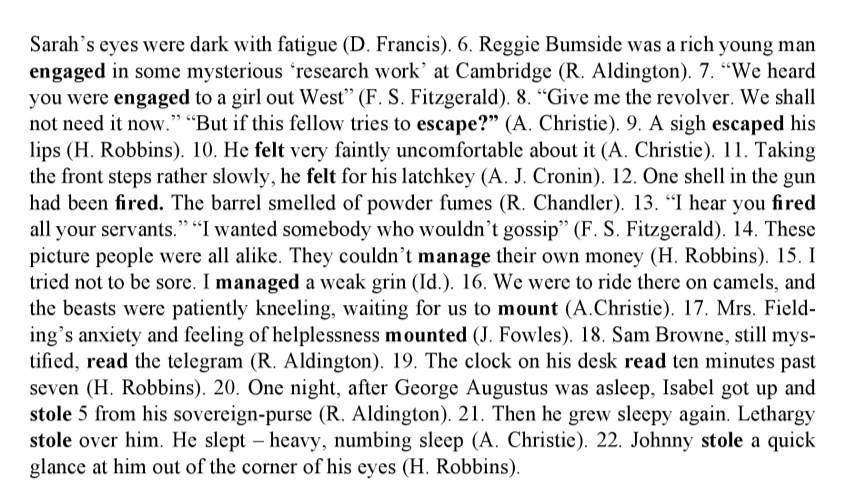 Sarah’s eyes were dark with fatigue (D. Francis). 6. Reggie Bumside was a rich young man
engaged in some mysterious ‘research work’ at Cambridge (R. Aldington). 7. “We heard
you were engaged to a girl out West” (F. S. Fitzgerald). 8. “Give me the revolver. We shall
not need it now.” “But if this fellow tries to escape?” (A. Christie). 9. A sigh escaped his
lips (H. Robbins). 10. He felt very faintly uncomfortable about it (A. Christie). 11. Taking
the front steps rather slowly, he felt for his latchkey (A. J. Cronin). 12. One shell in the gun
had been fired. The barrel smelled of powder fumes (R. Chandler). 13. “I hear you fired
all your servants.” “I wanted somebody who wouldn’t gossip” (F. S. Fitzgerald). 14. These
picture people were all alike. They couldn’t manage their own money (H. Robbins). 15. I
tried not to be sore. I managed a weak grin (Id.). 16. We were to ride there on camels, and
the beasts were patiently kneeling, waiting for us to mount (A.Christie). 17. Mrs. Field-
ing’s anxiety and feeling of helplessness mounted (J. Fowles). 18. Sam Browne, still mys-
tified, read the telegram (R. Aldington). 19. The clock on his desk read ten minutes past
seven (H. Robbins). 20. One night, after George Augustus was asleep, Isabel got up and
stole 5 from his sovereign-purse (R. Aldington). 21. Then he grew sleepy again. Lethargy
stole over him. He slept – heavy, numbing sleep (A. Christie). 22. Johnny stole a quick
glance at him out of the corner of his eyes (H. Robbins).